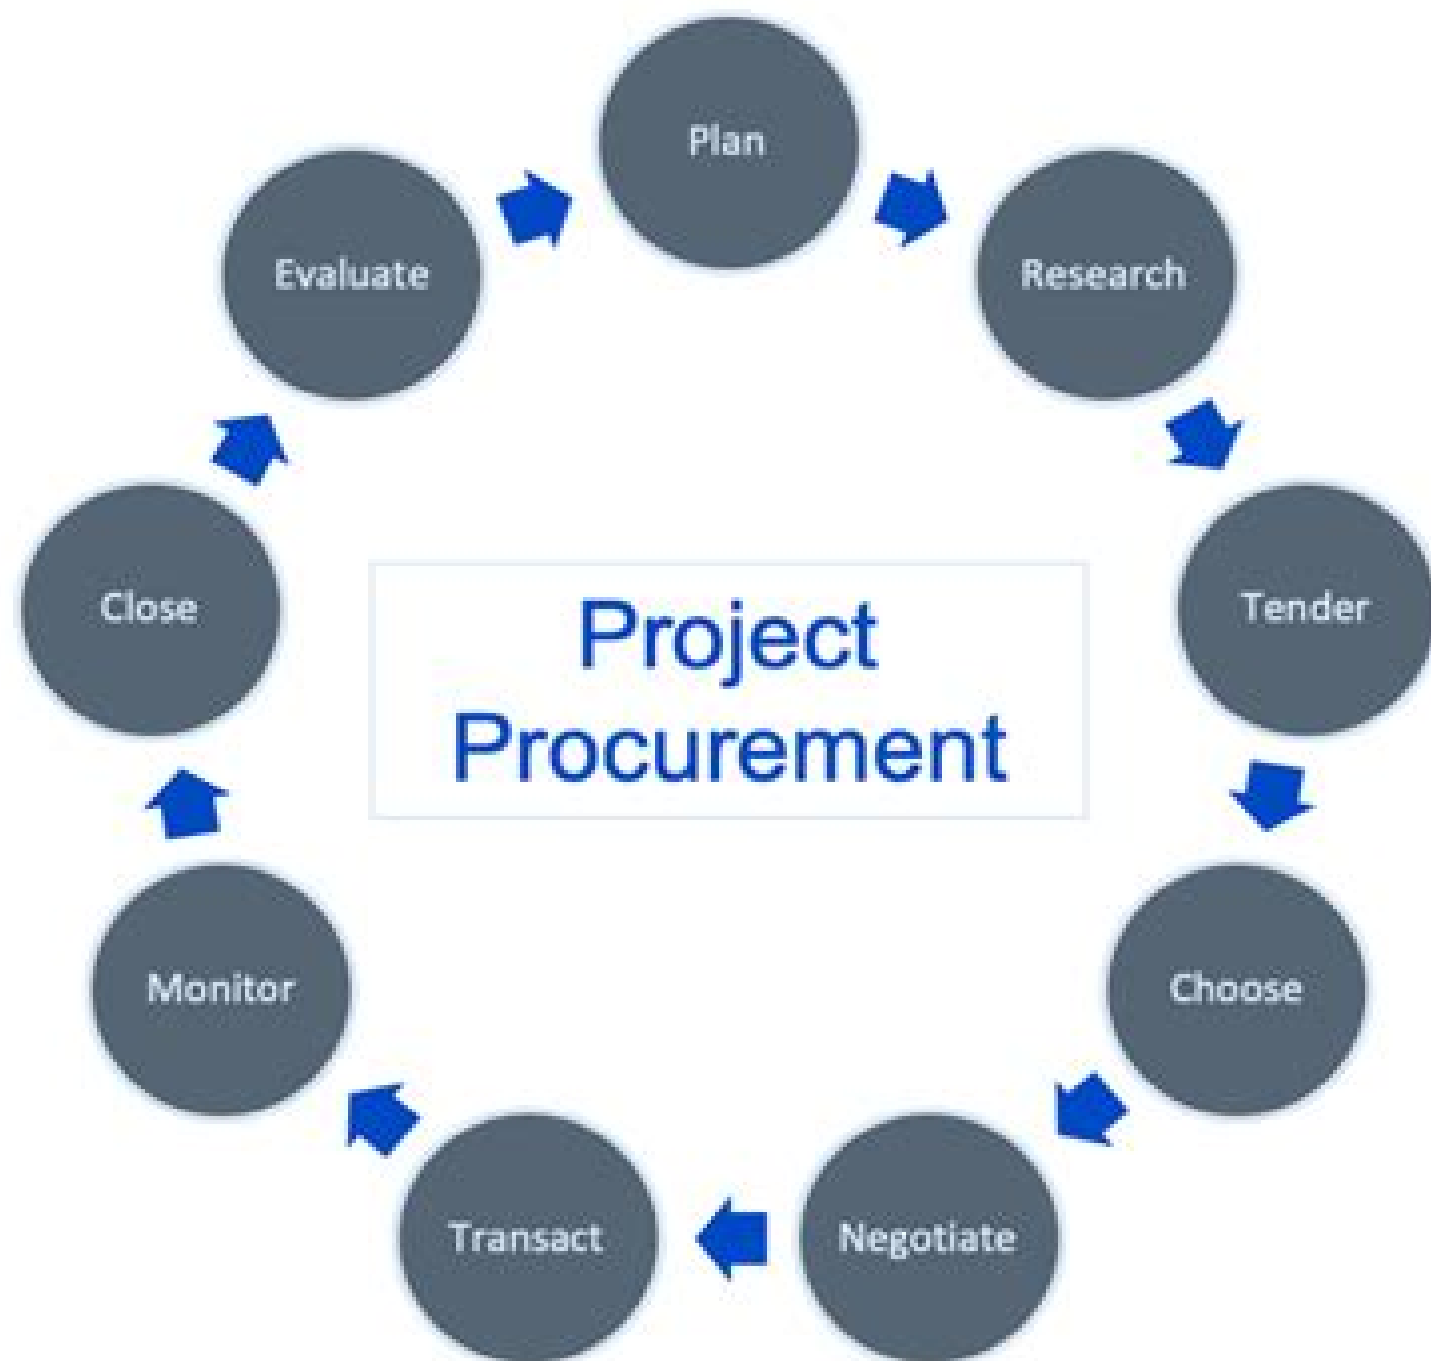 Plan
Research
Tender
Choose
Negotiate
Transact
Monitor
Close
Evaluate
Project
Procurement